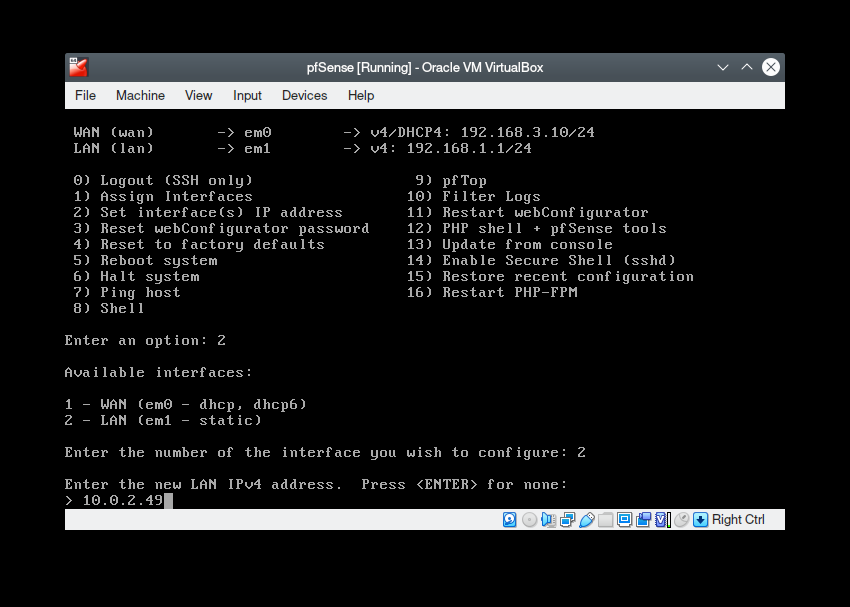 pfSense [Running] - Oracle VM VirtualBox
File Machine View Input Devices Help
WAN (wan) -> em0 -> v4/DHCP4: 192.168.3.10/24
LAN (lan) -> em1 -> v4: 192.168.1.1/24
0) Logout (SSH only) 9) pfTop
1) Assign Interfaces 10) Filter Logs
2) Set interface(s) IP address 11) Restart webConfigurator
3) Reset webConfigurator password 12) PHP shell + pfSense tools
4) Reset to factory defaults 13) Update from console
5) Reboot system 14) Enable Secure Shell (sshd)
6) Halt system 15) Restore recent configuration
7) Ping host 16) Restart PHP-FPM
8) Shell
Enter an option: 2
Available interfaces:
1 - WAN (em0 - dhcp, dhcp6)
2 - LAN (em1 - static)
Enter the number of the interface you wish to configure: 2
Enter the new LAN IPv4 address.  Press <ENTER> for none:
> 10.0.2.49
Right Ctrl